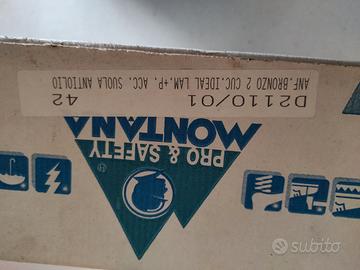 D2110/01 42
ANF.BRONZO 2 CUC.IDEAL LAM.+P. ACC. SUOLA ANTIOLIO
PRO & SAFETY
MONTANA
subito